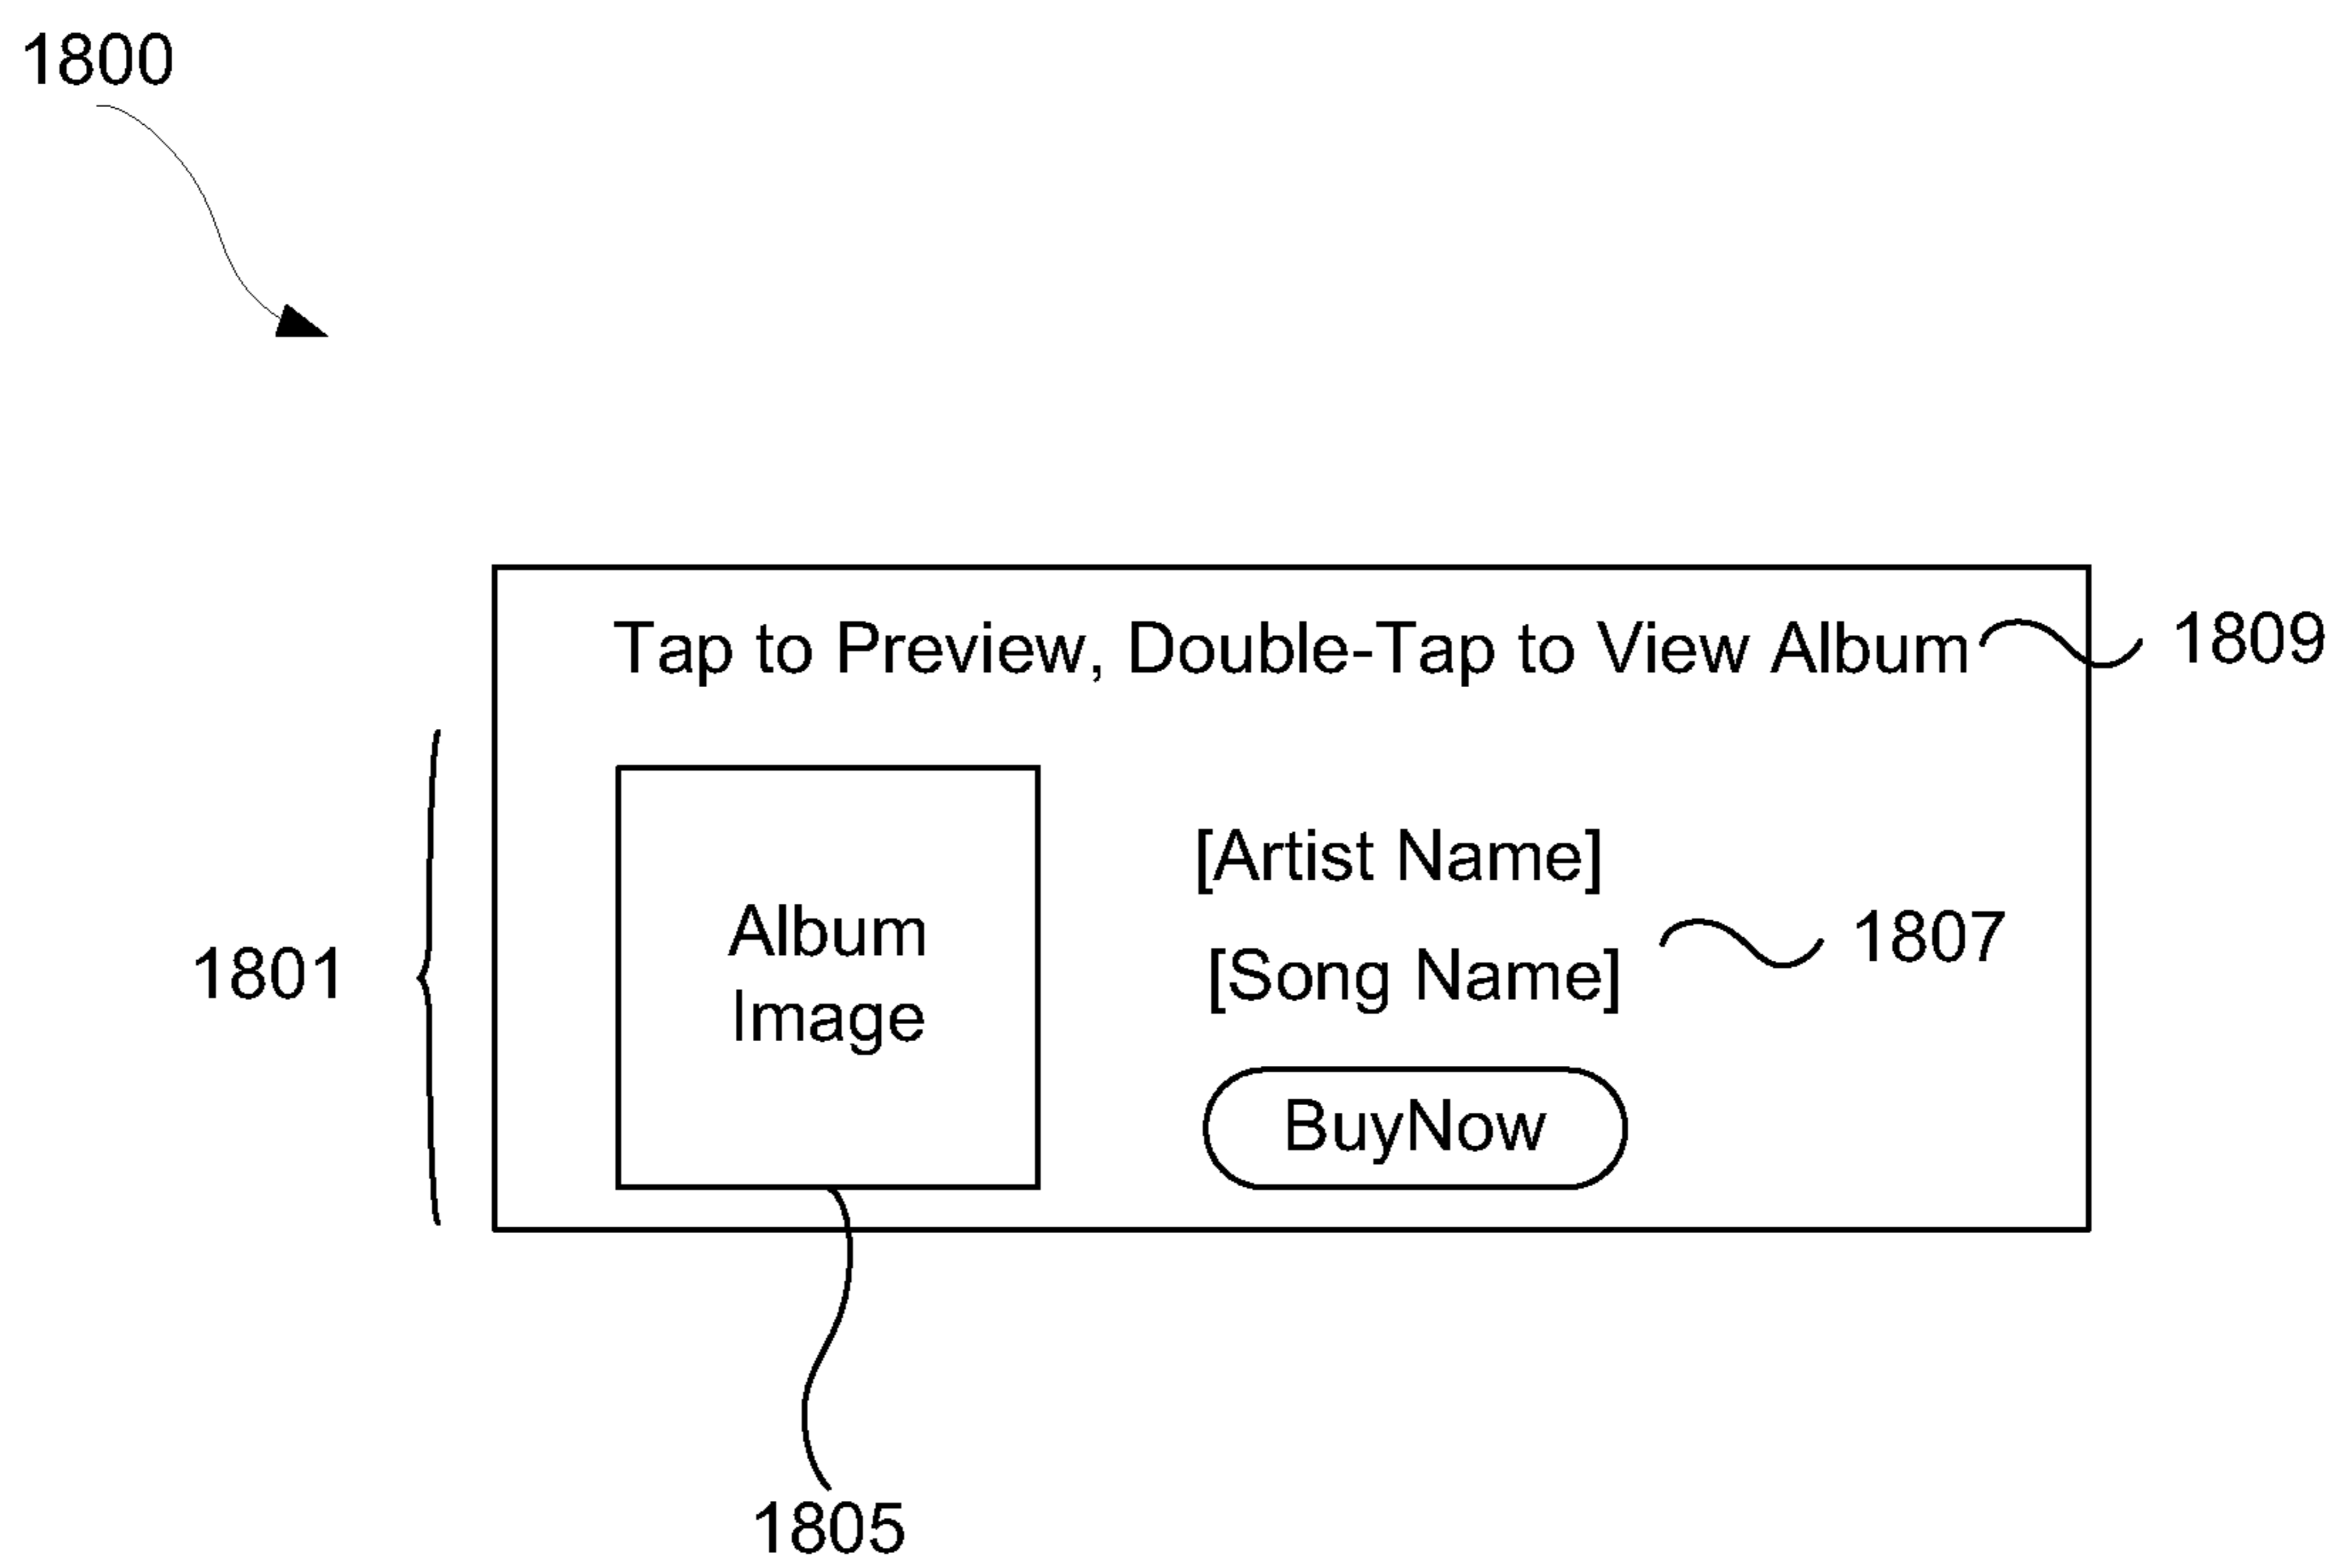 1800
Tap to Preview, Double-Tap to View Album
1809
[Artist Name]
Album
1807
1801
[Song Name]
Image
BuyNow
1805